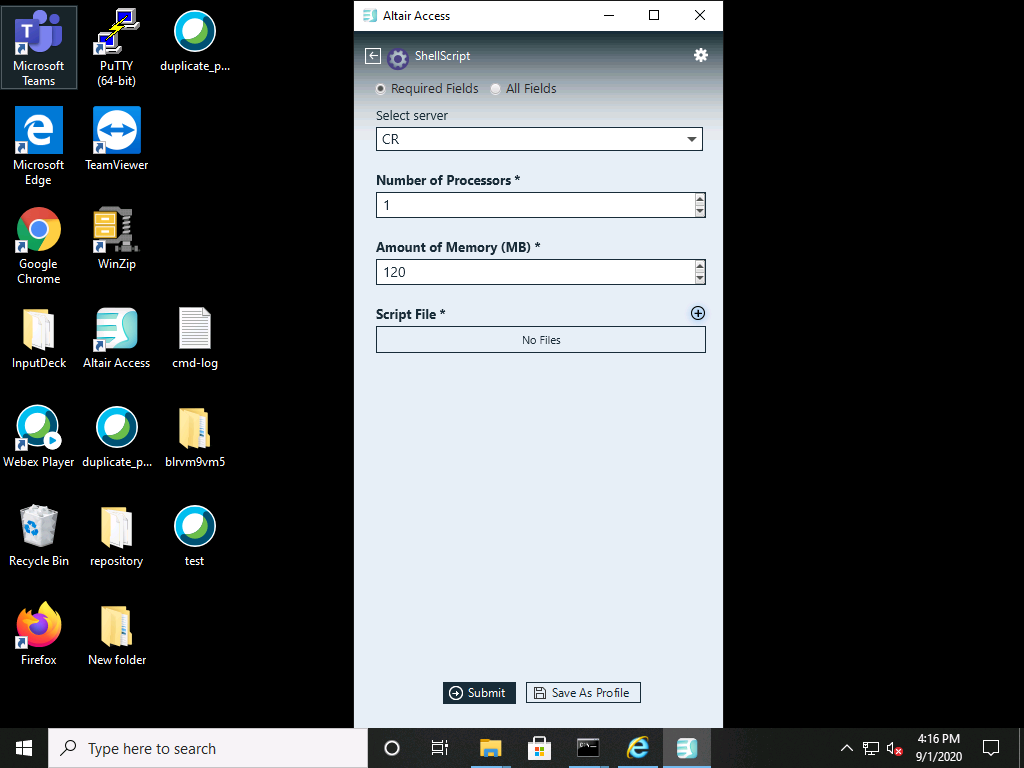 Microsoft
Teams
PuTTY
(64-bit)
duplicate_p...
Microsoft
Edge
TeamViewer
Google
Chrome
WinZip
InputDeck
Altair Access
cmd-log
Webex Player
duplicate_p...
blrvm9vm5
Recycle Bin
repository
test
Firefox
New folder
Altair Access
ShellScript
Required Fields
All Fields
Select server
CR
Number of Processors *
1
Amount of Memory (MB) *
120
Script File *
No Files
Submit
Save As Profile
Type here to search
4:16 PM
9/1/2020